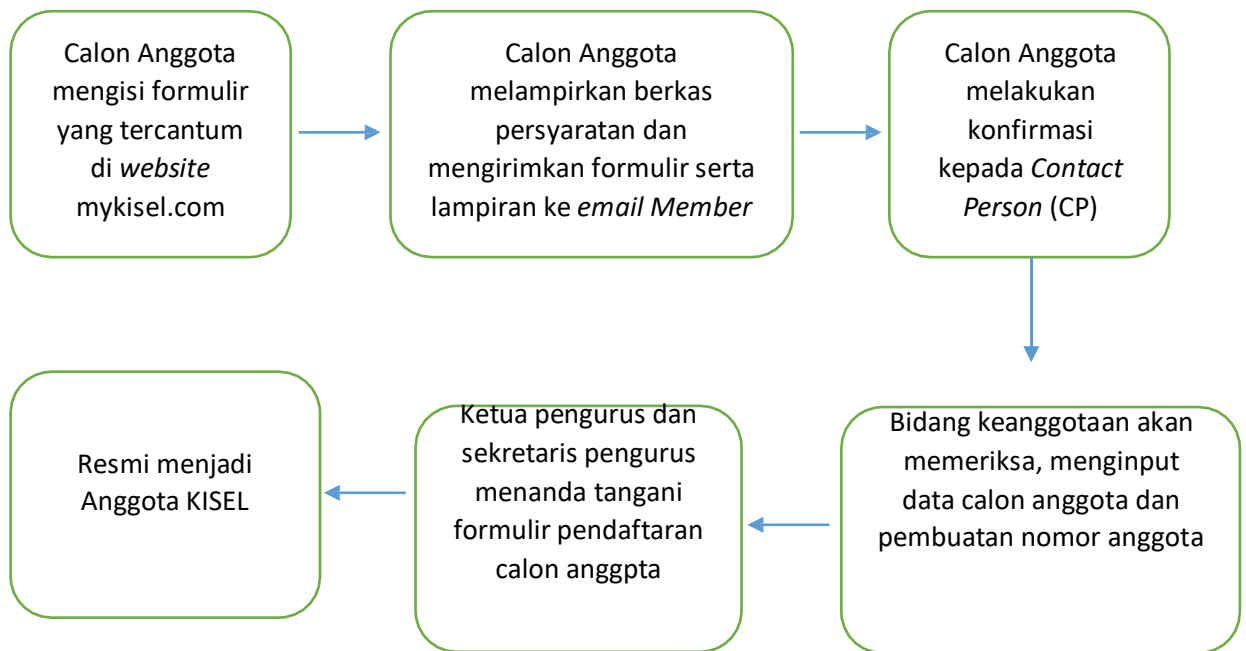 Calon Anggota
mengisi formulir
yang tercantum
di website
mykisel.com
Calon Anggota
melampirkan berkas
persyaratan dan
mengirimkan formulir serta
lampiran ke email Member
Calon Anggota
melakukan
konfirmasi
kepada Contact
Person (CP)
Bidang keanggotaan akan
memeriksa, menginput
data calon anggota dan
pembuatan nomor anggota
Ketua pengurus dan
sekretaris pengurus
menanda tangani
formulir pendaftaran
calon anggpta
Resmi menjadi
Anggota KISEL